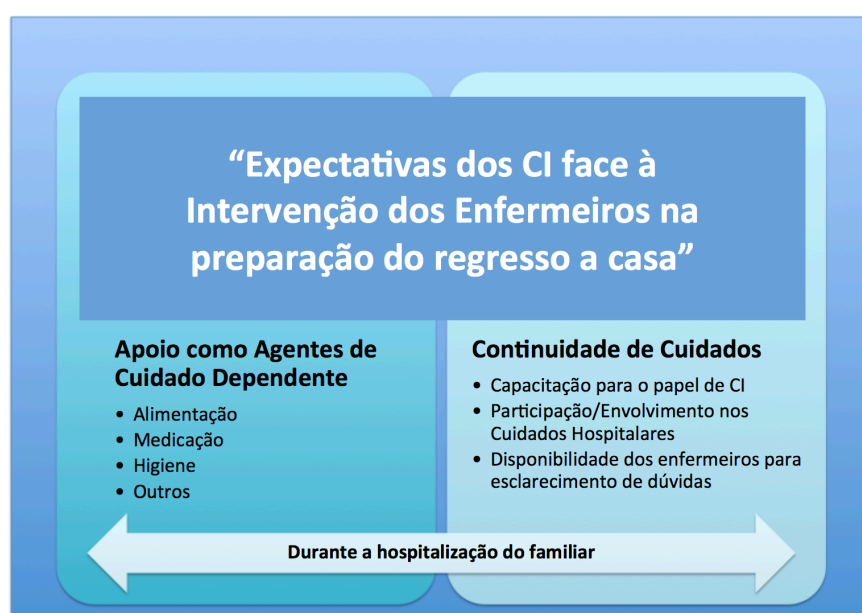 “Expectativas dos CI face à
Intervenção dos Enfermeiros na
preparação do regresso a casa”
Apoio como Agentes de
Cuidado Dependente
• Alimentação
• Medicação
• Higiene
• Outros
Continuidade de Cuidados
• Capacitação para o papel de CI
• Participação/Envolvimento nos
Cuidados Hospitalares
• Disponibilidade dos enfermeiros para
esclarecimento de dúvidas
Durante a hospitalização do familiar